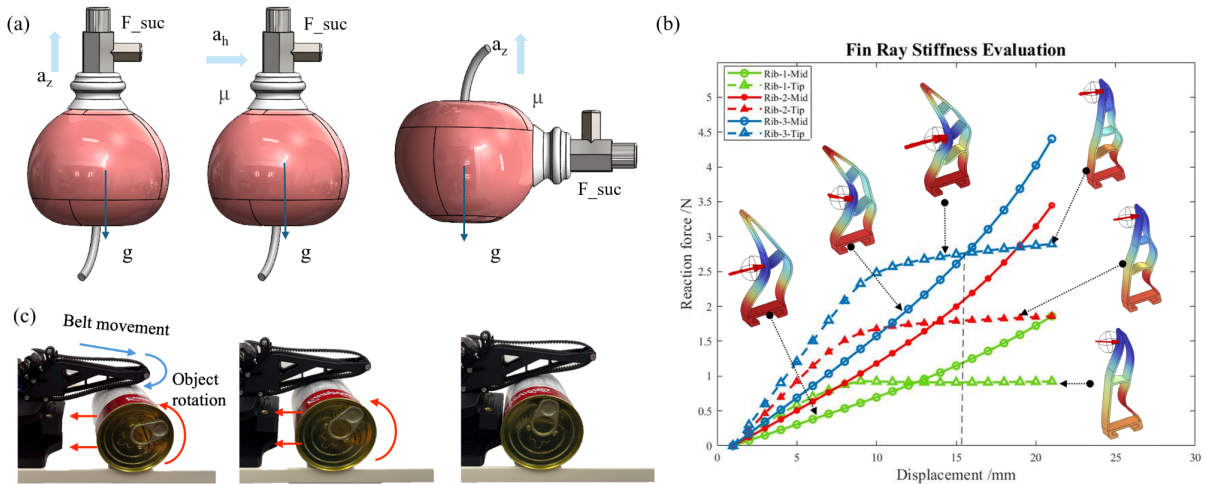 (a)
F_suc
a_z
μ
g
a_h
F_suc
g
a_z
μ
F_suc
g
(b)
Fin Ray Stiffness Evaluation
Rib-1-Mid
Rib-1-Tip
Rib-2-Mid
Rib-2-Tip
Rib-3-Mid
Rib-3-Tip
Reaction force /N
5
4.5
4
3.5
3
2.5
2
1.5
1
0.5
0
0
5
10
15
20
25
30
Displacement /mm
(c)
Belt movement
Object
rotation